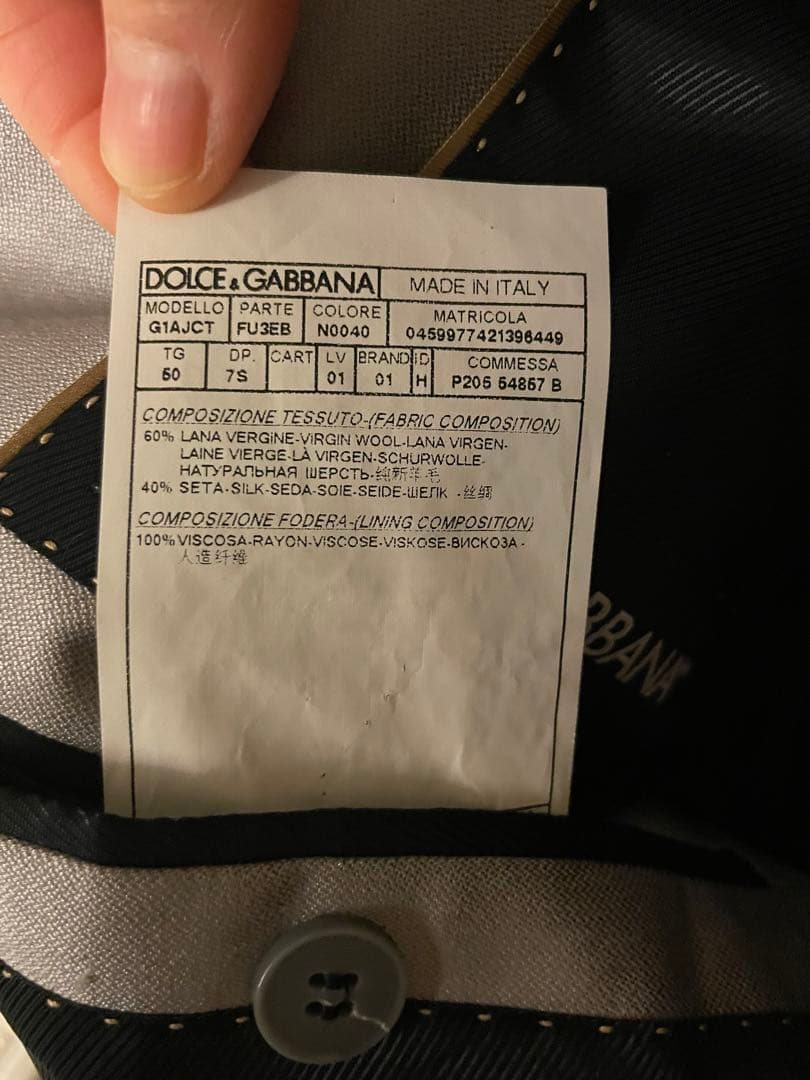 DOLCE & GABBANA MADE IN ITALY
MODELLO PARTE COLORE MATRICOLA
G1AJCT FU3EB N0040 0459977421396449
TG DP. CART LV BRAND ID COMMESSA
50 7S 01 01 H P205 54857 B
COMPOSIZIONE TESSUTO-(FABRIC COMPOSITION)
60% LANA VERGINE-VIRGIN WOOL-LANA VIRGEN-
LAINE VIERGE-LÀ VIRGEN-SCHURWOLLE-
НАТУРАЛЬНАЯ ШЕРСТЬ-纯新羊毛
40% SETA-SILK-SEDA-SOIE-SEIDE-ШЕЛК -丝绸
COMPOSIZIONE FODERA-(LINING COMPOSITION)
100% VISCOSA-RAYON-VISCOSE-VISKOSE-ВИСКОЗА -
人造纤维
BBANA